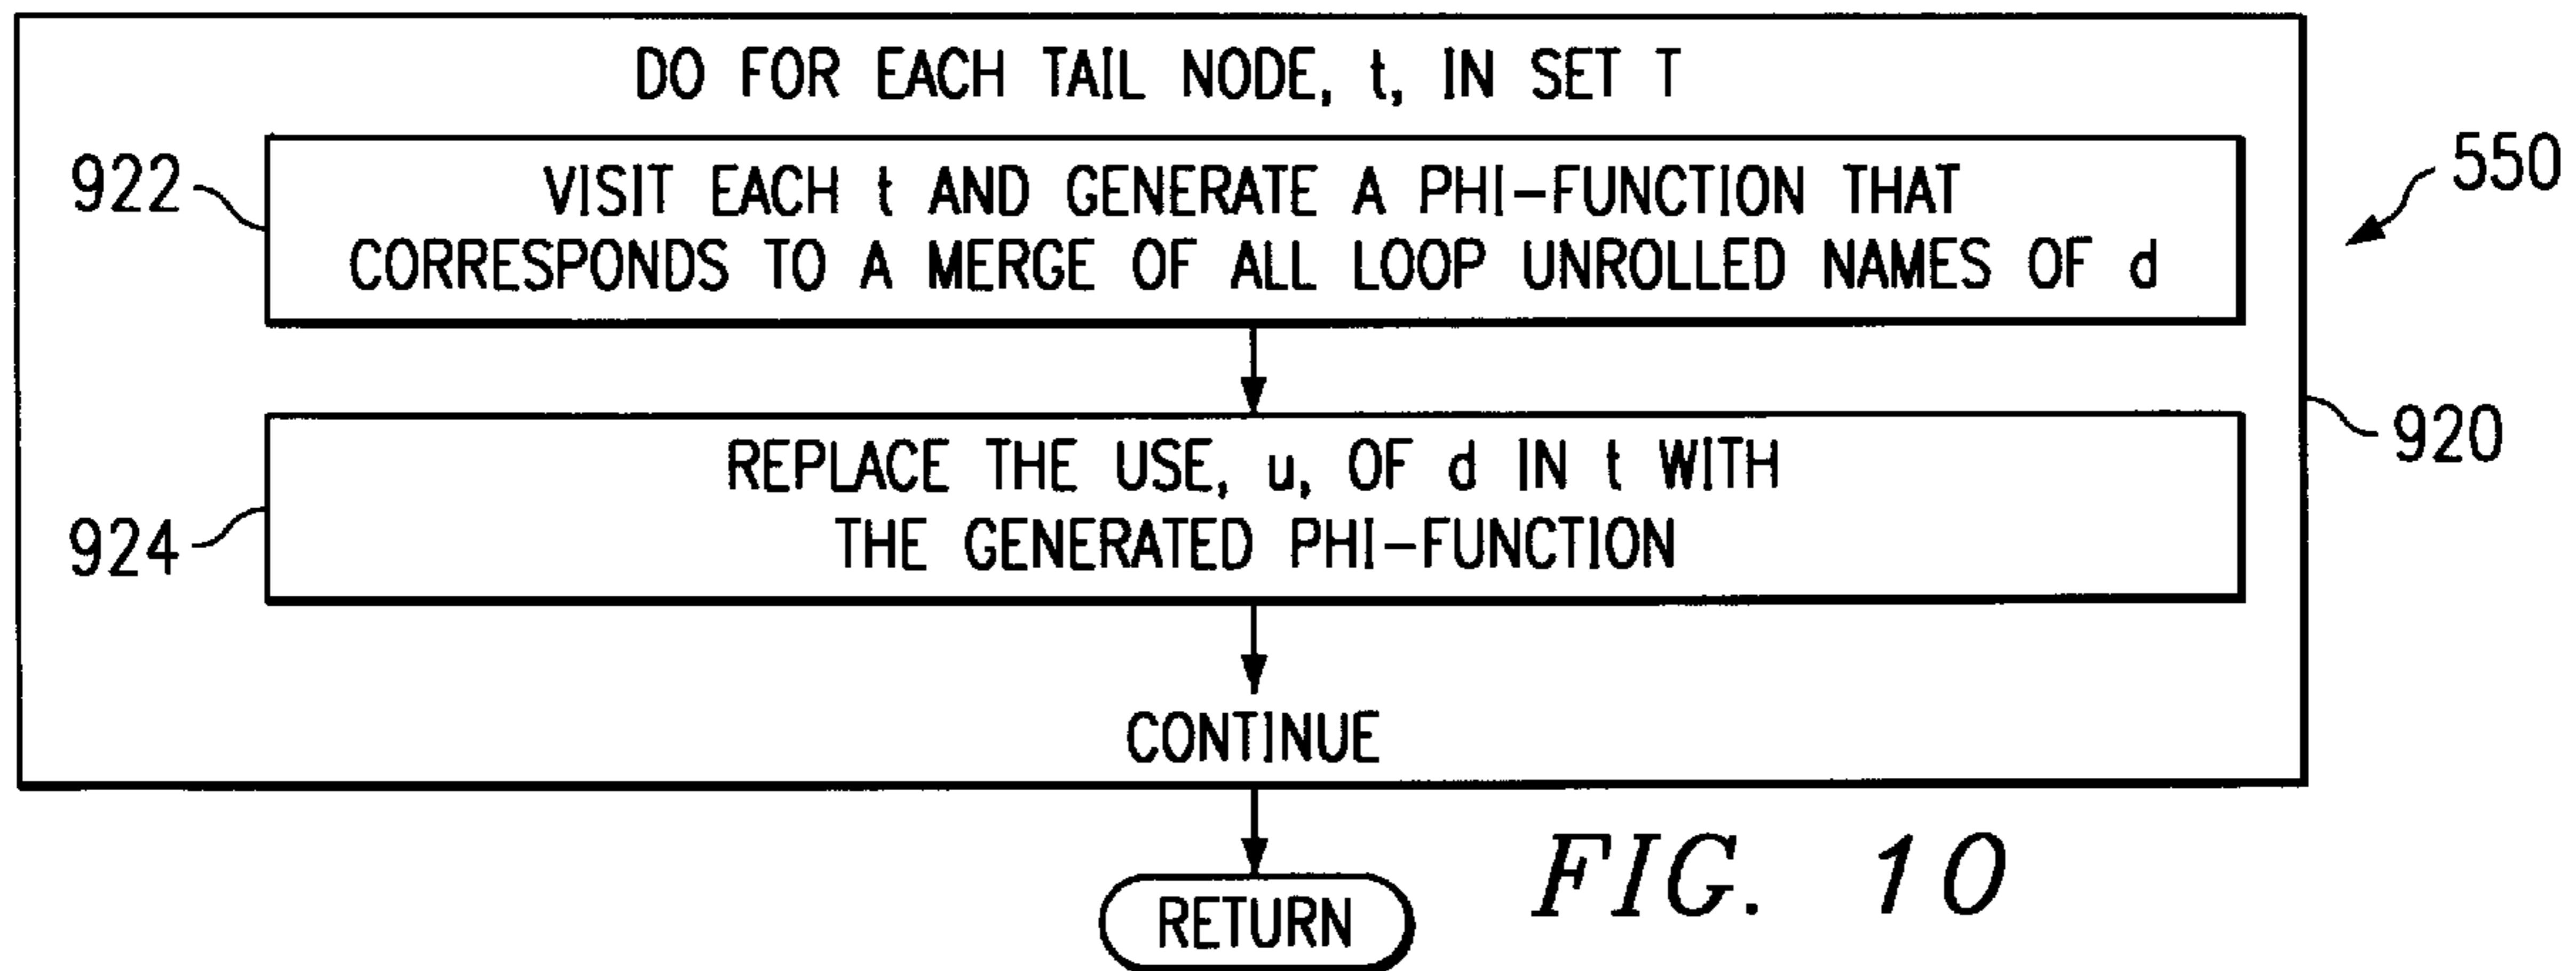 DO FOR EACH TAIL NODE, t, IN SET T
922
VISIT EACH t AND GENERATE A PHI-FUNCTION THAT
CORRESPONDS TO A MERGE OF ALL LOOP UNROLLED NAMES OF d
550
924
REPLACE THE USE, u, OF d IN t WITH
THE GENERATED PHI-FUNCTION
920
CONTINUE
RETURN
FIG. 10